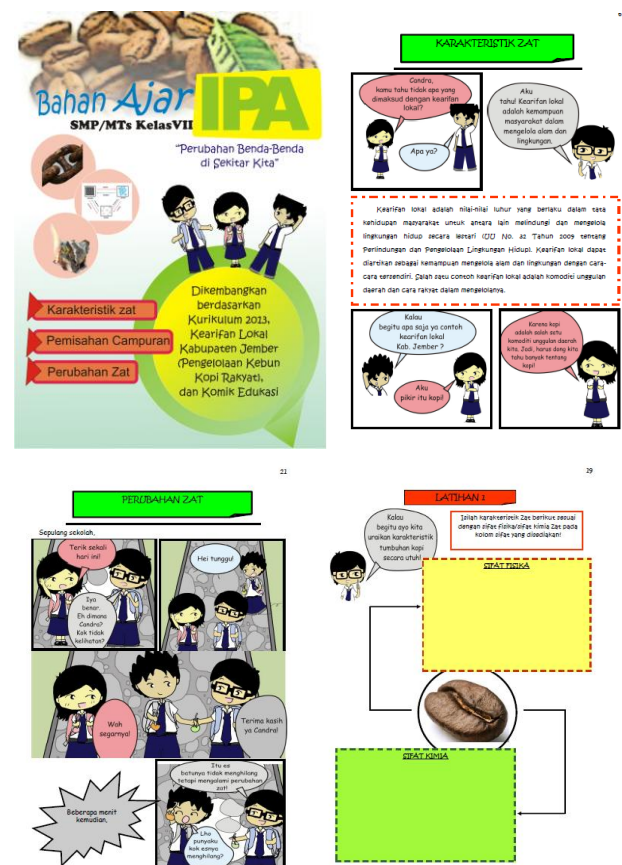 Bahan Ajar
IPA
SMP/MTs KelasVII
"Perubahan Benda-Benda
di Sekitar Kita"
Dikembangkan
berdasarkan
Kurikulum 2013,
Kearifan Lokal
Kabupaten Jember
(Pengelolaan Kebun
Kopi Rakyat),
dan Komik Edukasi
Karakteristik zat
Pemisahan Campuran
Perubahan Zat
KARAKTERISTIK ZAT
Candra,
kamu tahu tidak apa yang
dimaksud dengan kearifan
lokal?
Apa ya?
Aku
tahu! Kearifan lokal
adalah kemampuan
masyarakat dalam
mengelola alam dan
lingkungan.
Kearifan lokal adalah nilai-nilai luhur yang berlaku dalam tata
kehidupan masyarakat untuk antara lain melindungi dan mengelola
lingkungan hidup secara lestari (UU No. 32 Tahun 2009 tentang
Perlindungan dan Pengelolaan Lingkungan Hidup). Kearifan lokal dapat
diartikan sebagai kemampuan mengelola alam dan lingkungan dengan cara-
cara tersendiri. Salah satu contoh kearifan lokal adalah komoditi unggulan
daerah dan cara rakyat dalam mengelolanya.
Kalau
begitu apa saja ya contoh
kearifan lokal
Kab. Jember ?
Aku
pikir itu kopi!
Karena kopi
adalah salah satu
komoditi unggulan daerah
kita. Jadi, harus dong kita
tahu banyak tentang
kopi!
21
PERUBAHAN ZAT
Sepulang sekolah,
Terik sekali
hari ini!
Iya
benar.
Eh dimana
Candra?
Kok tidak
kelihatan?
Hei tunggu!
Wah
segarnya!
Terima kasih
ya Candra!
Beberapa menit
kemudian,
Itu es
batunya tidak menghilang
tetapi mengalami perubahan
zat!
Lho
punyaku
kok esnya
menghilang?
19
LATIHAN 1
Kalau
begitu ayo kita
uraikan karakteristik
tumbuhan kopi
secara utuh!
Isilah karakteristik Zat berikut sesuai
dengan sifat fisika/sifat kimia Zat pada
kolom sifat yang disediakan!
SIFAT FISIKA
SIFAT KIMIA